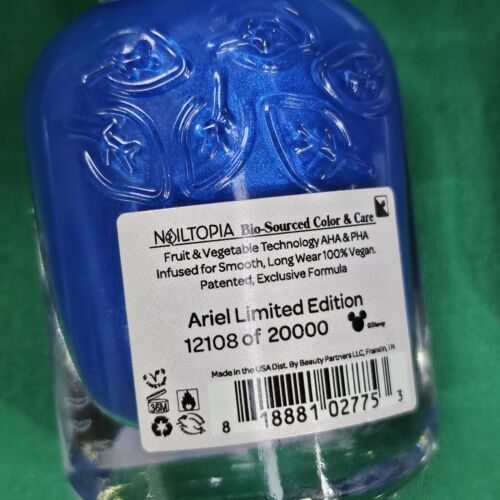 NAILTOPIA Bio-Sourced Color & Care
Fruit & Vegetable Technology AHA & PHA
Infused for Smooth, Long Wear 100% Vegan.
Patented, Exclusive Formula
Ariel Limited Edition
12108 of 20000 ©Disney
Made in the USA Dist. By Beauty Partners LLC, Franklin, IN
36M
8 18881 02775 3